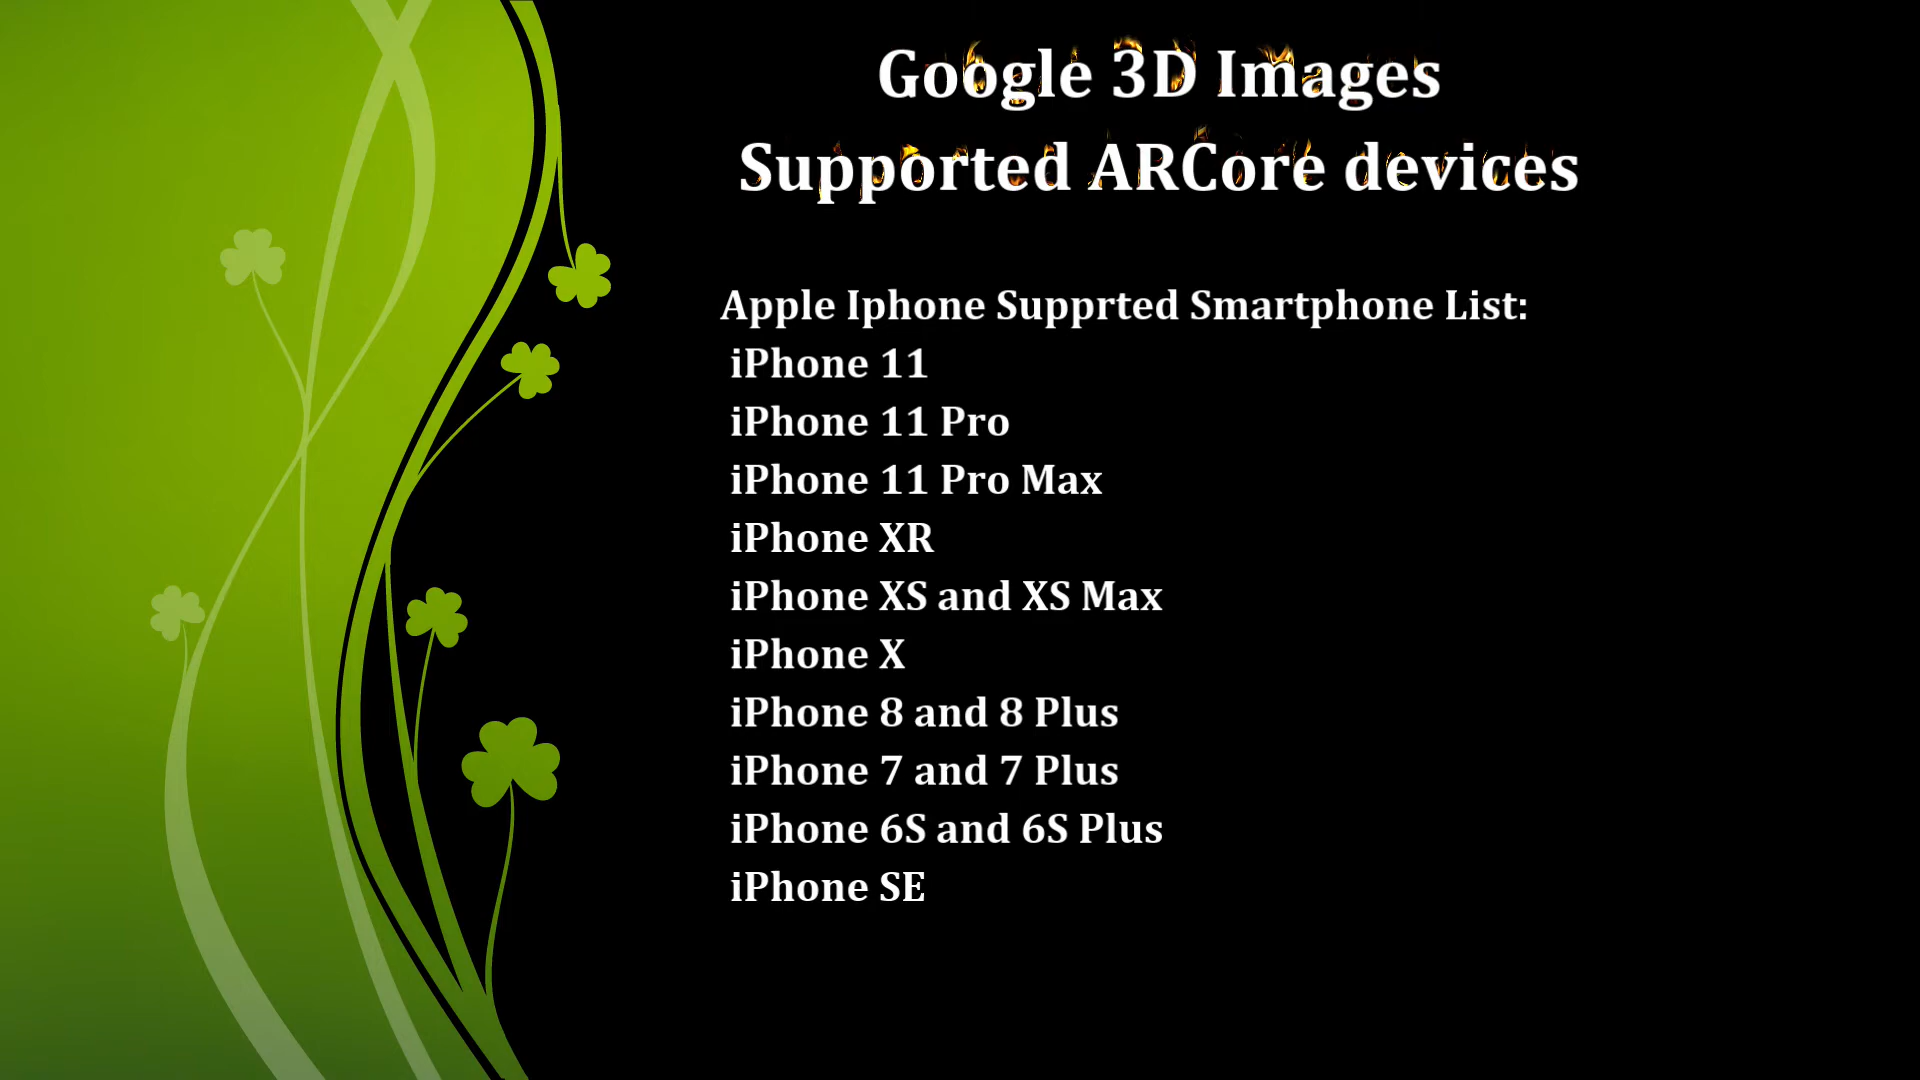 Google 3D Images
Supported ARCore devices
Apple Iphone Supprted Smartphone List:
iPhone 11
iPhone 11 Pro
iPhone 11 Pro Max
iPhone XR
iPhone XS and XS Max
iPhone X
iPhone 8 and 8 Plus
iPhone 7 and 7 Plus
iPhone 6S and 6S Plus
iPhone SE